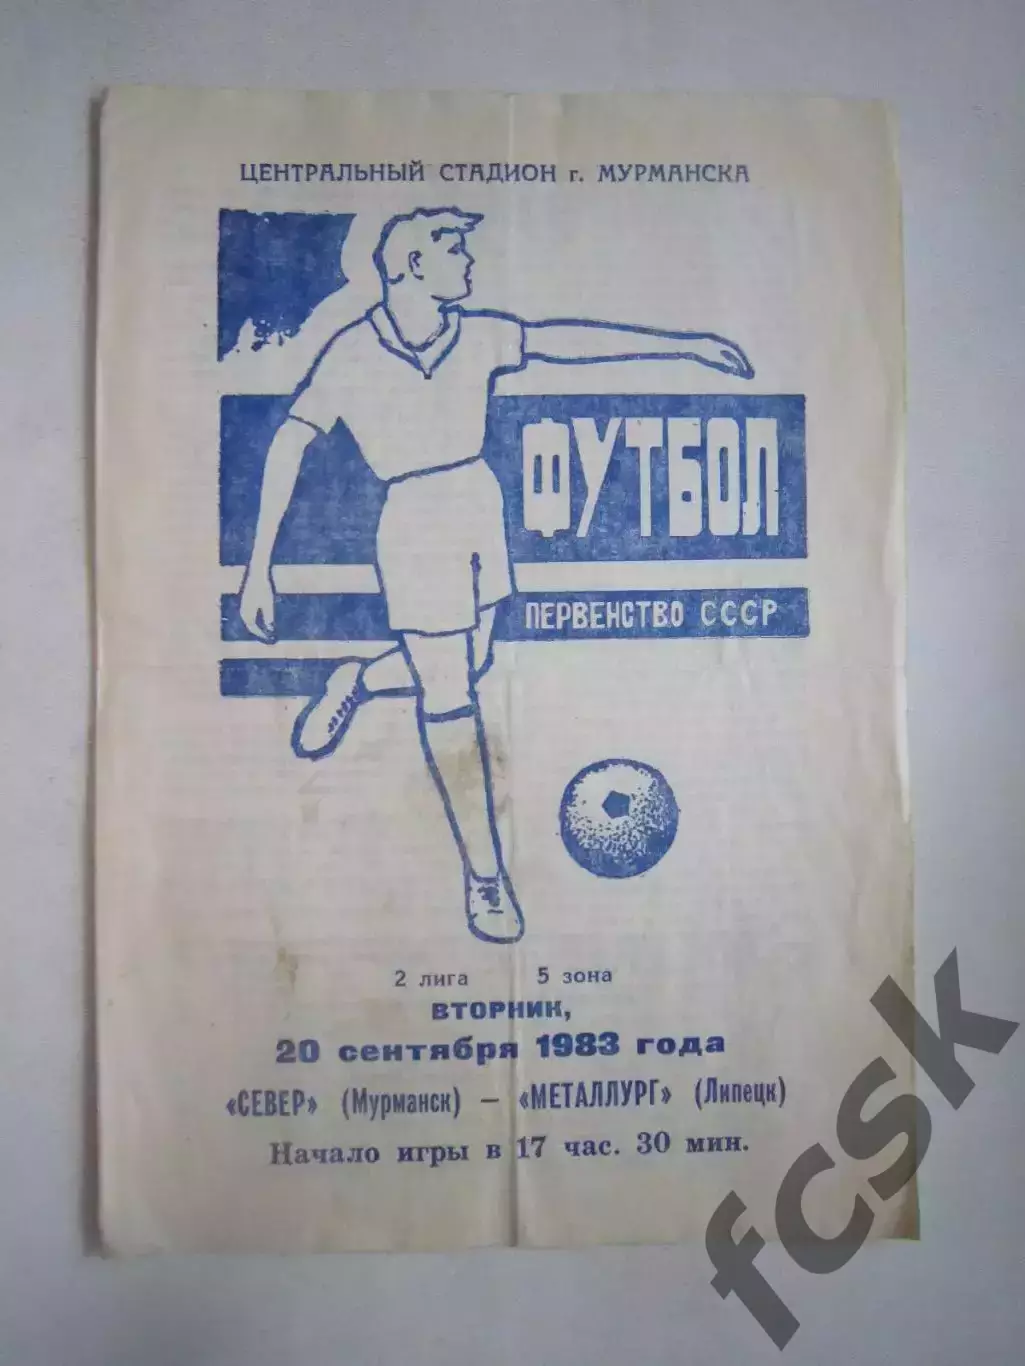 ЦЕНТРАЛЬНЫЙ СТАДИОН г. МУРМАНСКА
ФУТБОЛ
ПЕРВЕНСТВО СССР
2 лига 5 зона
ВТОРНИК,
20 сентября 1983 года
«СЕВЕР» (Мурманск) — «МЕТАЛЛУРГ» (Липецк)
Начало игры в 17 час. 30 мин.
fcsk